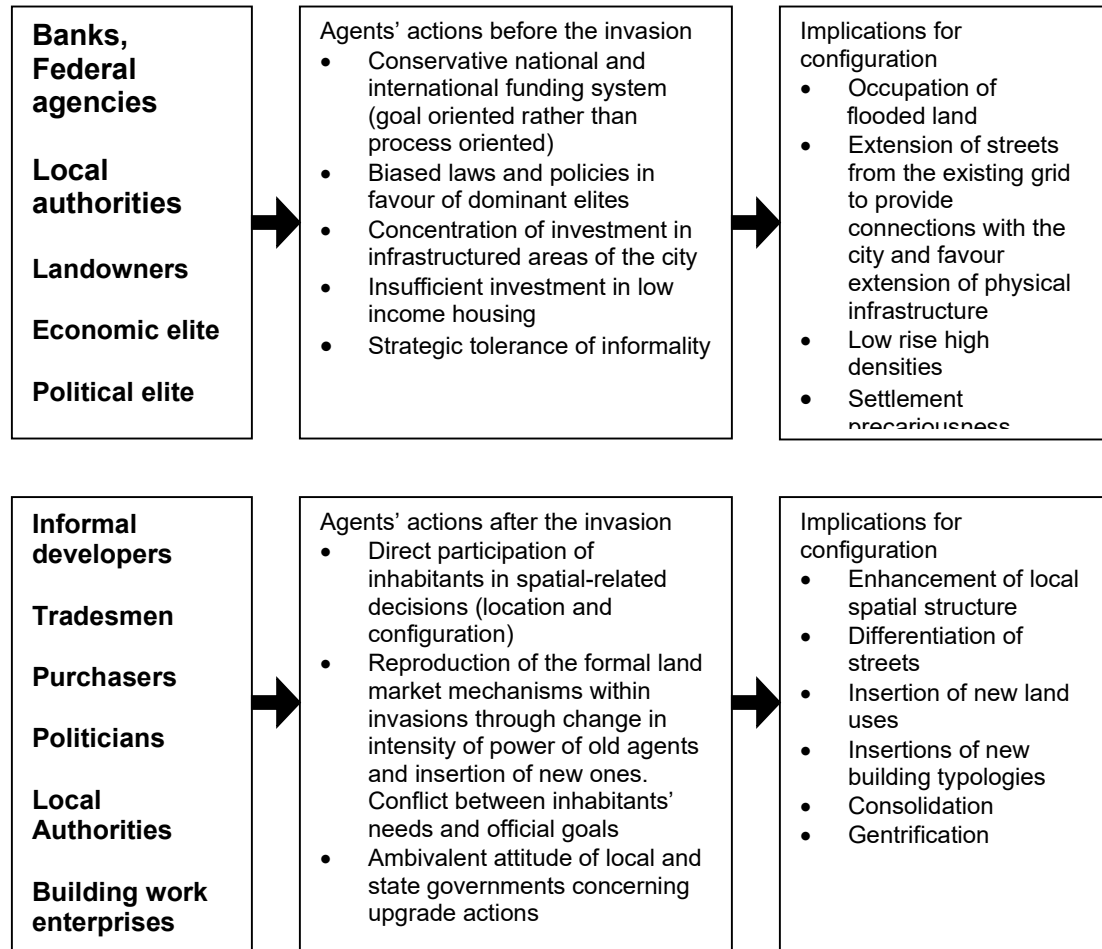 Banks,
Federal
agencies
Local
authorities
Landowners
Economic elite
Political elite
Agents’ actions before the invasion
• Conservative national and
international funding system
(goal oriented rather than
process oriented)
• Biased laws and policies in
favour of dominant elites
• Concentration of investment in
infrastructured areas of the city
• Insufficient investment in low
income housing
• Strategic tolerance of informality
Implications for
configuration
• Occupation of
flooded land
• Extension of streets
from the existing grid
to provide
connections with the
city and favour
extension of physical
infrastructure
• Low rise high
densities
• Settlement
precariousness
Informal
developers
Tradesmen
Purchasers
Politicians
Local
Authorities
Building work
enterprises
Agents’ actions after the invasion
• Direct participation of
inhabitants in spatial-related
decisions (location and
configuration)
• Reproduction of the formal land
market mechanisms within
invasions through change in
intensity of power of old agents
and insertion of new ones.
Conflict between inhabitants’
needs and official goals
• Ambivalent attitude of local and
state governments concerning
upgrade actions
Implications for
configuration
• Enhancement of local
spatial structure
• Differentiation of
streets
• Insertion of new land
uses
• Insertions of new
building typologies
• Consolidation
• Gentrification